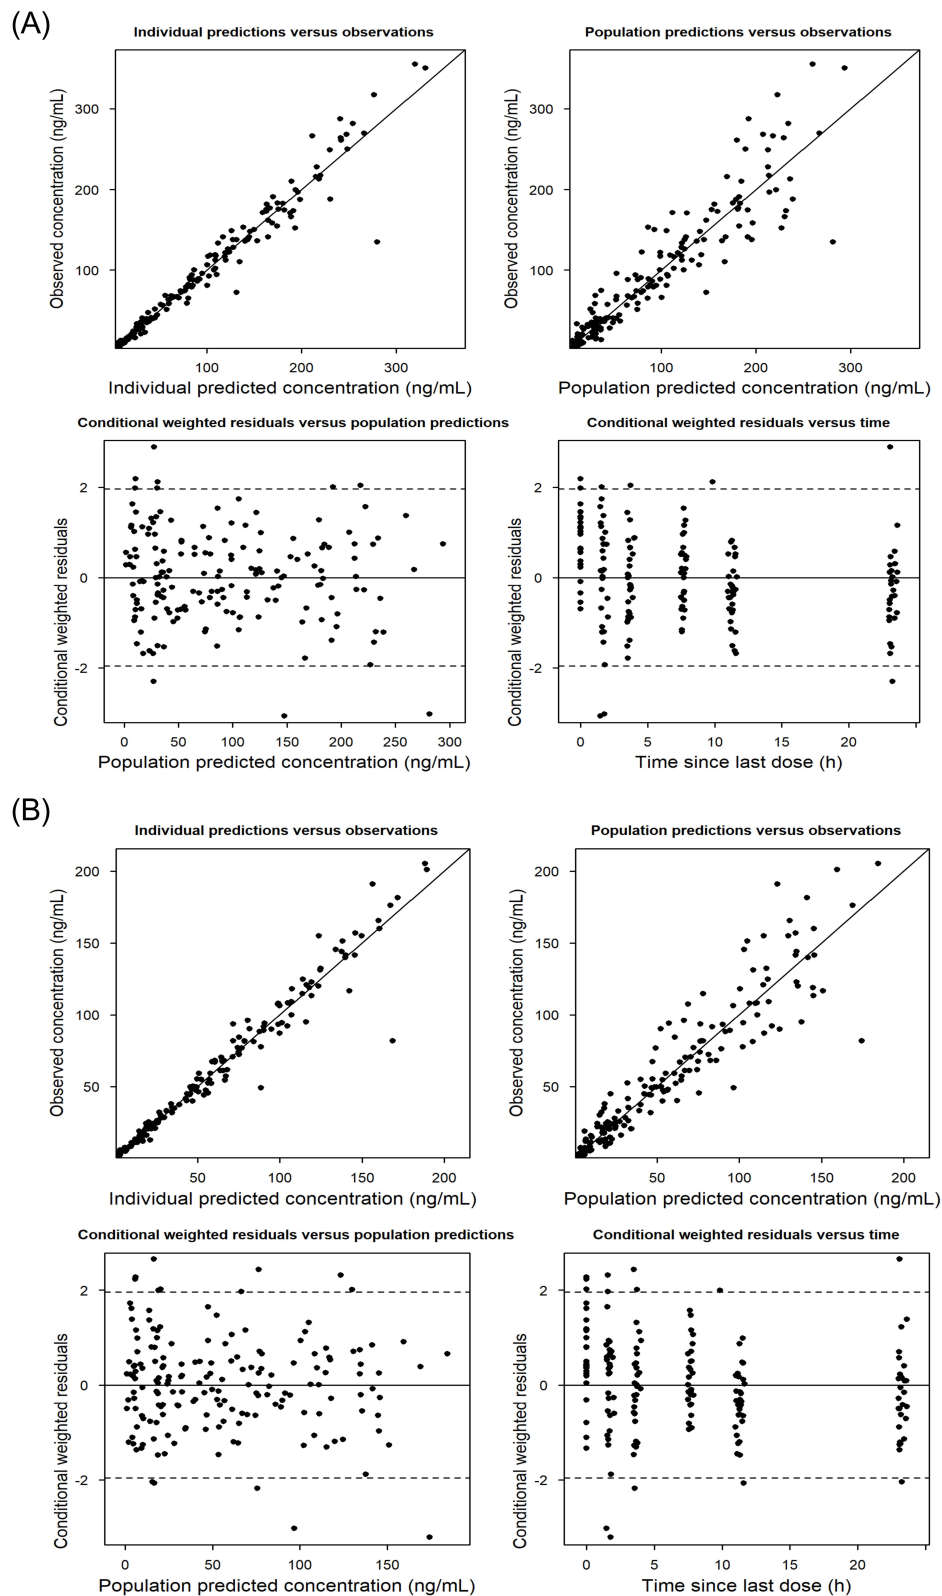 (A)
Individual predictions versus observations
Observed concentration (ng/mL)
300
200
100
100 200 300
Individual predicted concentration (ng/mL)
Population predictions versus observations
Observed concentration (ng/mL)
300
200
100
100 200 300
Population predicted concentration (ng/mL)
Conditional weighted residuals versus population predictions
Conditional weighted residuals
2
0
-2
0 50 100 150 200 250 300
Population predicted concentration (ng/mL)
Conditional weighted residuals versus time
Conditional weighted residuals
2
0
-2
0 5 10 15 20
Time since last dose (h)
(B)
Individual predictions versus observations
Observed concentration (ng/mL)
200
150
100
50
50 100 150 200
Individual predicted concentration (ng/mL)
Population predictions versus observations
Observed concentration (ng/mL)
200
150
100
50
50 100 150 200
Population predicted concentration (ng/mL)
Conditional weighted residuals versus population predictions
Conditional weighted residuals
2
0
-2
0 50 100 150
Population predicted concentration (ng/mL)
Conditional weighted residuals versus time
Conditional weighted residuals
2
0
-2
0 5 10 15 20
Time since last dose (h)